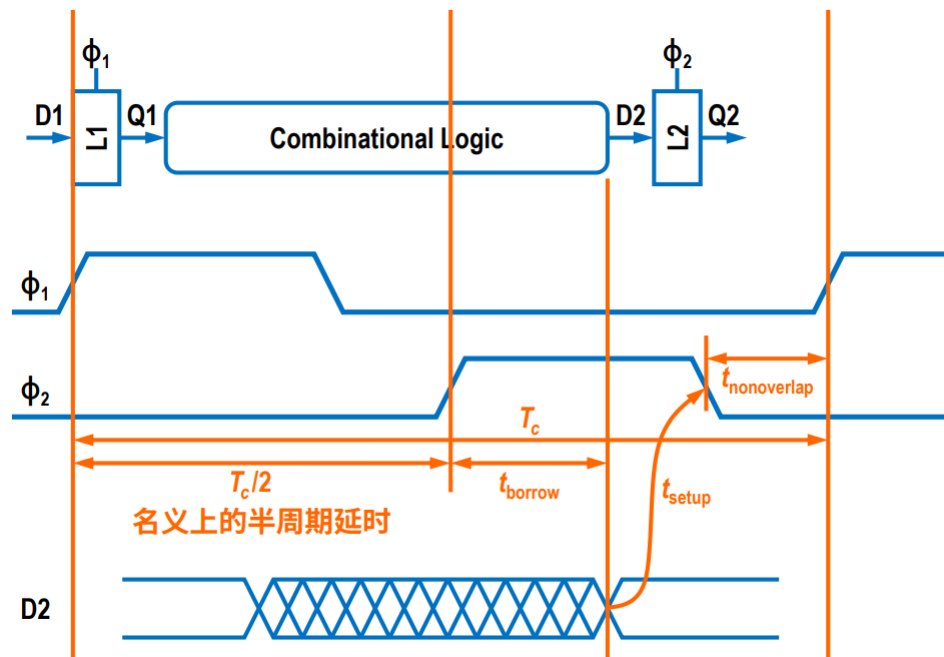 ϕ1
ϕ2
D1
L1
Q1
Combinational Logic
D2
L2
Q2
ϕ1
ϕ2
tnonoverlap
Tc
Tc/2
tborrow
tsetup
名义上的半周期延时
D2